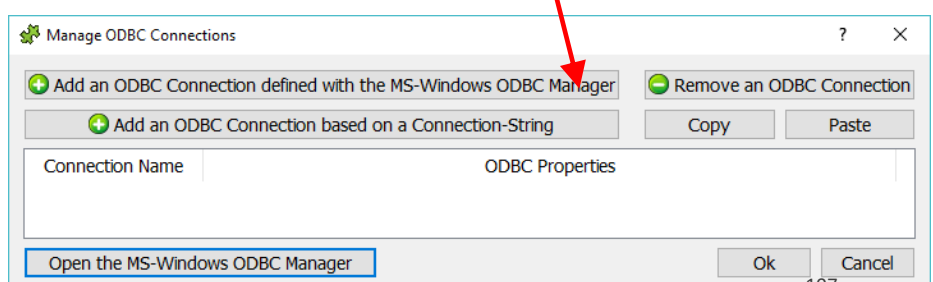 Manage ODBC Connections ?
Add an ODBC Connection defined with the MS-Windows ODBC Manager Remove an ODBC Connection
Add an ODBC Connection based on a Connection-String Copy Paste
Connection Name ODBC Properties
Open the MS-Windows ODBC Manager Ok Cancel